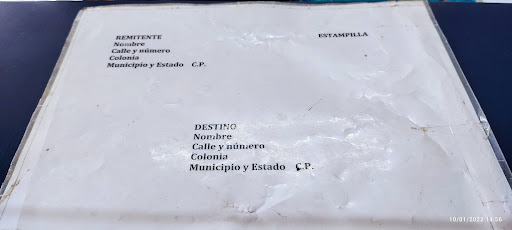 REMITENTE ESTAMPILLA
Nombre
Calle y número
Colonia
Municipio y Estado C.P.
DESTINO
Nombre
Calle y número
Colonia
Municipio y Estado C.P.
10/01/2022 14:56